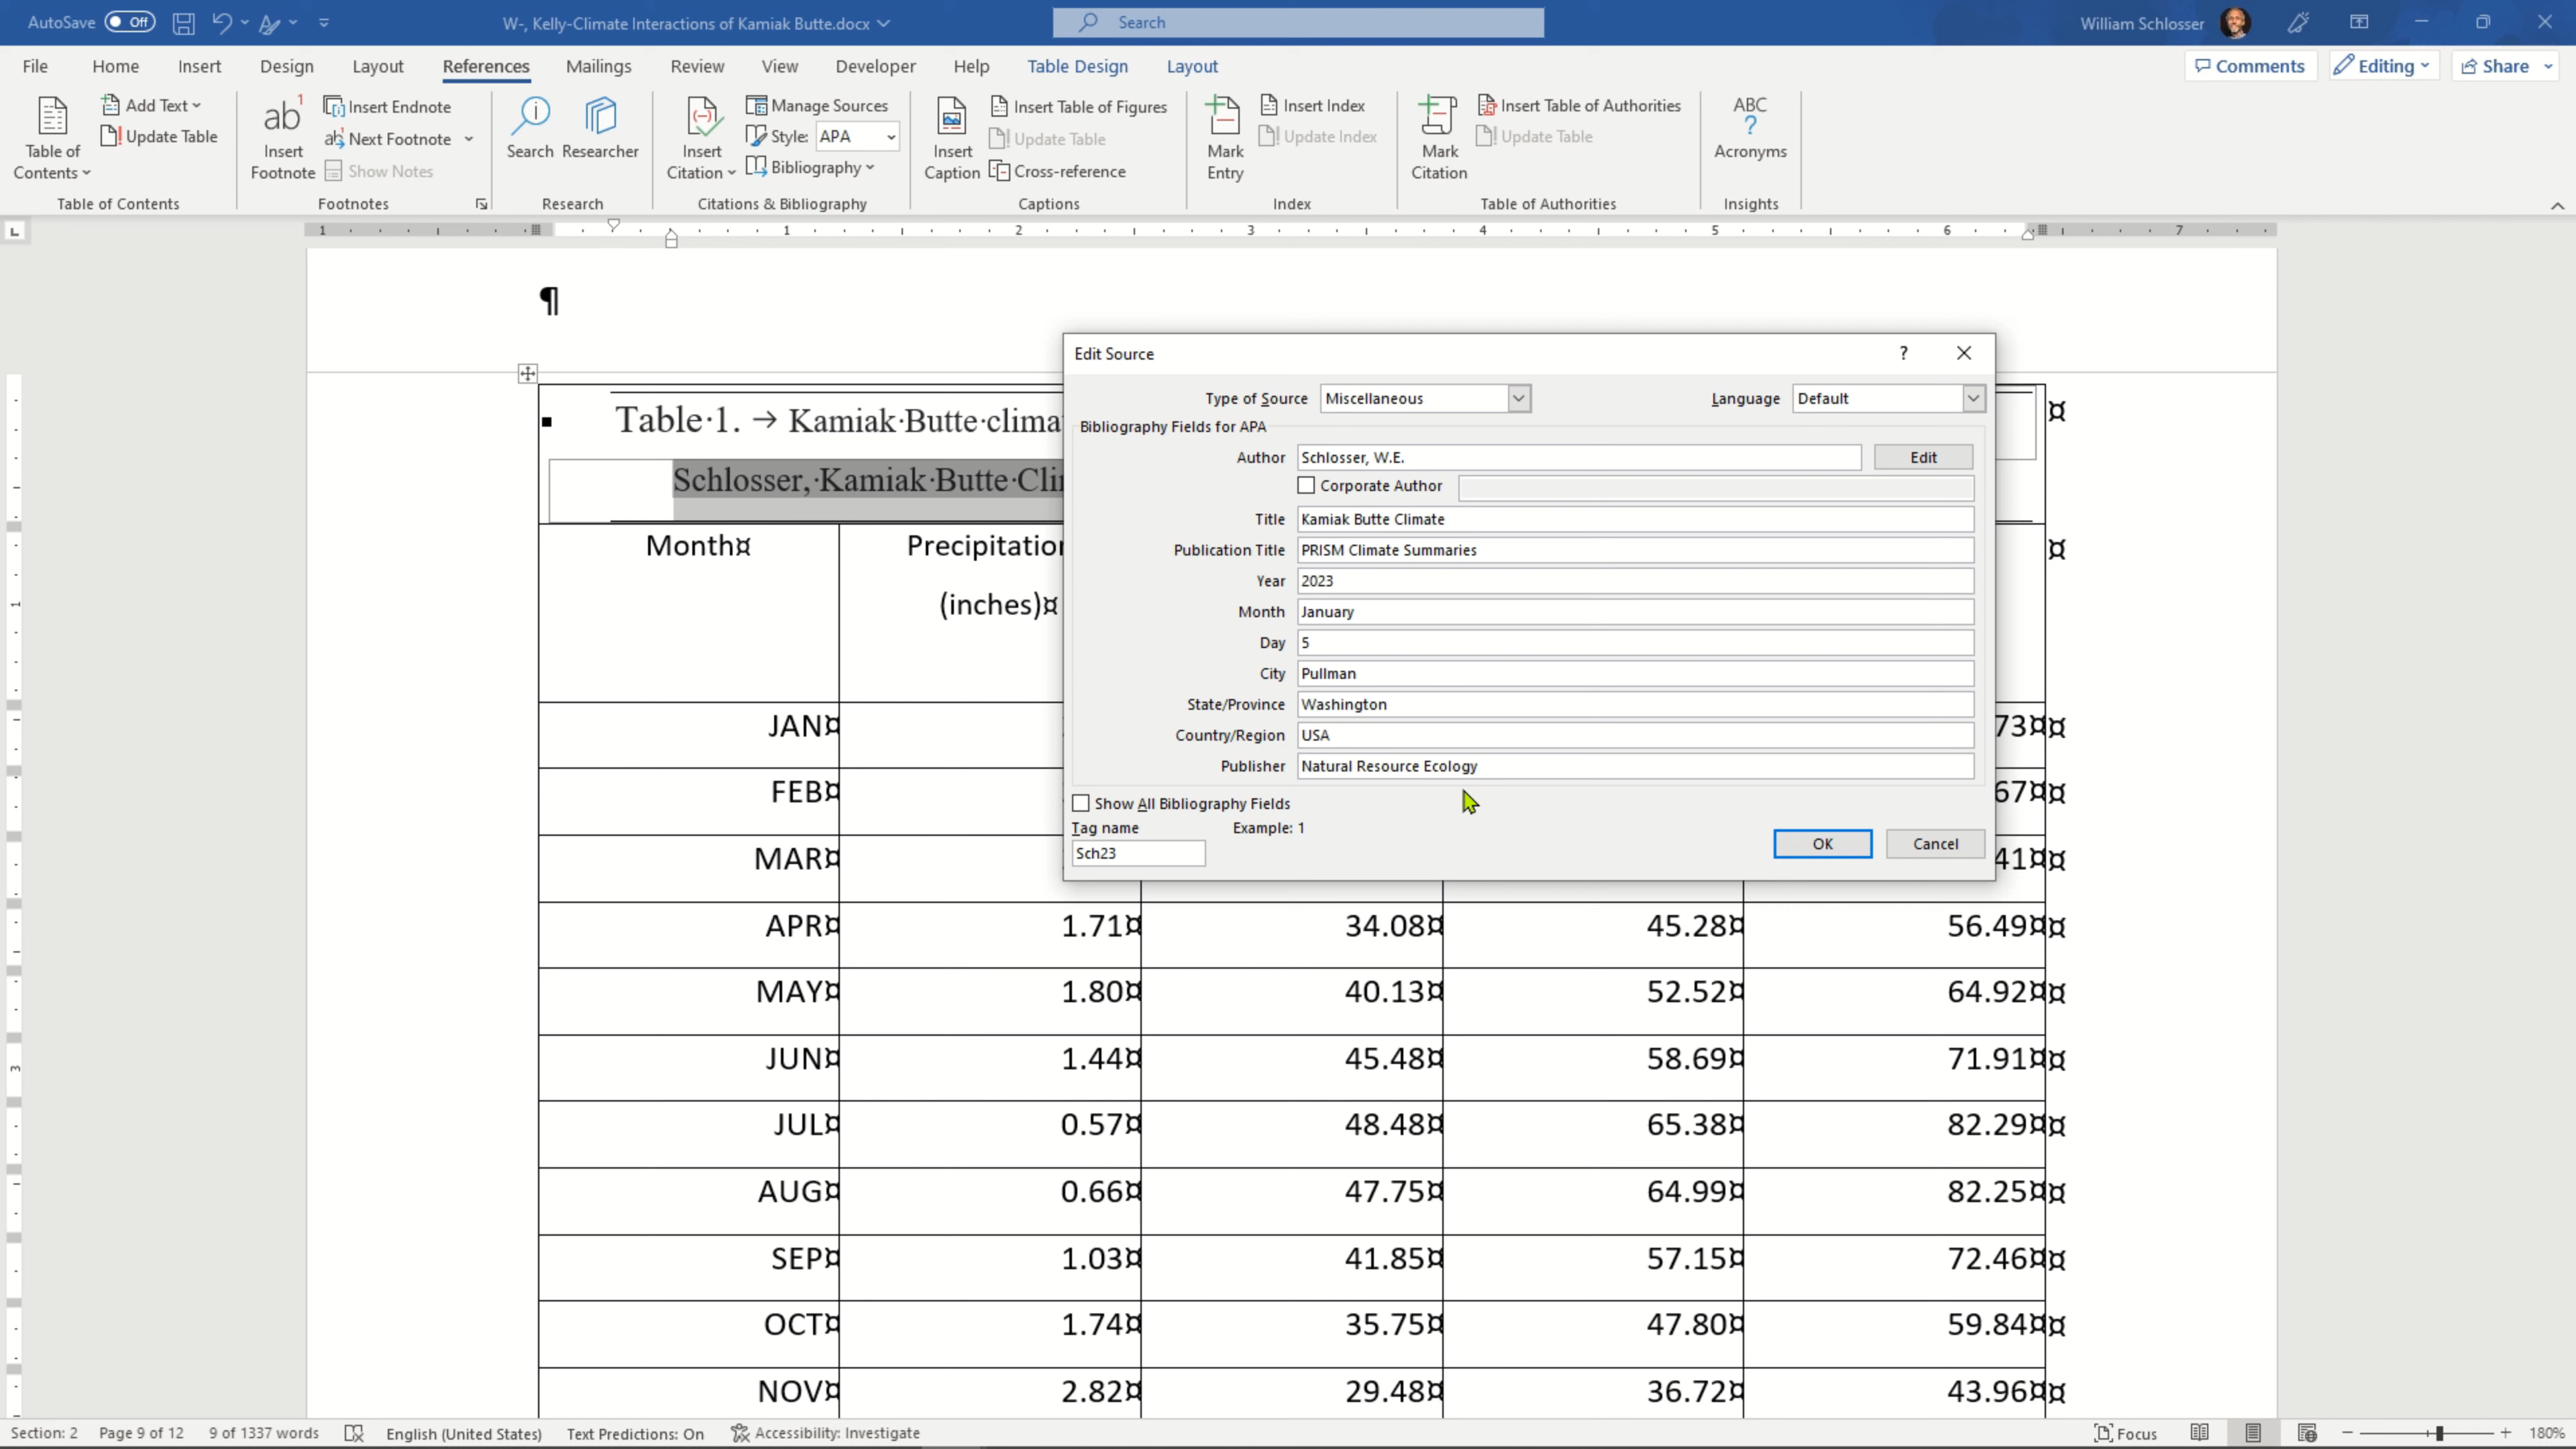 AutoSave Off W-, Kelly-Climate Interactions of Kamiak Butte.docx Search William Schlosser
File Home Insert Design Layout References Mailings Review View Developer Help Table Design Layout Comments Editing Share
Table of Contents
Add Text
Update Table
Table of Contents
ab¹ Insert Footnote
Insert Endnote
Next Footnote
Show Notes
Footnotes
Search Researcher
Research
Insert Citation
Manage Sources
Style: APA
Bibliography
Citations & Bibliography
Insert Caption
Insert Table of Figures
Update Table
Cross-reference
Captions
Mark Entry
Insert Index
Update Index
Index
Mark Citation
Insert Table of Authorities
Update Table
Table of Authorities
ABC ?
Acronyms
Insights
1 1 2 3 4 5 6 7
¶
Table·1. → Kamiak·Butte·clima
Schlosser,·Kamiak·Butte·Cli
Month¤ Precipitation
(inches)¤
JAN¤ 73¤¤
FEB¤ 67¤¤
MAR¤ 41¤¤
APR¤ 1.71¤ 34.08¤ 45.28¤ 56.49¤¤
MAY¤ 1.80¤ 40.13¤ 52.52¤ 64.92¤¤
JUN¤ 1.44¤ 45.48¤ 58.69¤ 71.91¤¤
JUL¤ 0.57¤ 48.48¤ 65.38¤ 82.29¤¤
AUG¤ 0.66¤ 47.75¤ 64.99¤ 82.25¤¤
SEP¤ 1.03¤ 41.85¤ 57.15¤ 72.46¤¤
OCT¤ 1.74¤ 35.75¤ 47.80¤ 59.84¤¤
NOV¤ 2.82¤ 29.48¤ 36.72¤ 43.96¤¤
Edit Source ?
Type of Source Miscellaneous Language Default
Bibliography Fields for APA
Author Schlosser, W.E. Edit
Corporate Author
Title Kamiak Butte Climate
Publication Title PRISM Climate Summaries
Year 2023
Month January
Day 5
City Pullman
State/Province Washington
Country/Region USA
Publisher Natural Resource Ecology
Show All Bibliography Fields
Tag name Example: 1
Sch23 OK Cancel
Section: 2 Page 9 of 12 9 of 1337 words English (United States) Text Predictions: On Accessibility: Investigate Focus 180%